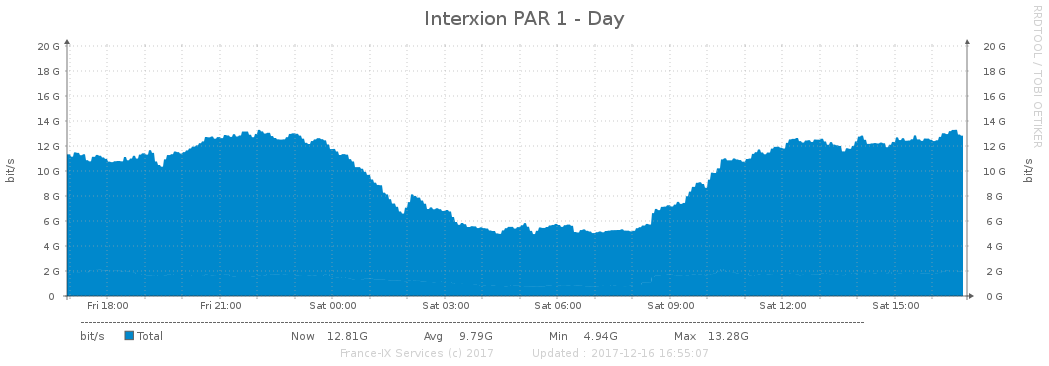 Interxion PAR 1 - Day
RRDTOOL / TOBI OETIKER
20 G 20 G
18 G 18 G
16 G 16 G
14 G 14 G
12 G 12 G
10 G 10 G
8 G 8 G
6 G 6 G
4 G 4 G
2 G 2 G
0 0 G
bit/s
bit/s
Fri 18:00 Fri 21:00 Sat 00:00 Sat 03:00 Sat 06:00 Sat 09:00 Sat 12:00 Sat 15:00
bit/s Total Now 12.81G Avg 9.79G Min 4.94G Max 13.28G
France-IX Services (c) 2017 Updated : 2017-12-16 16:55:07